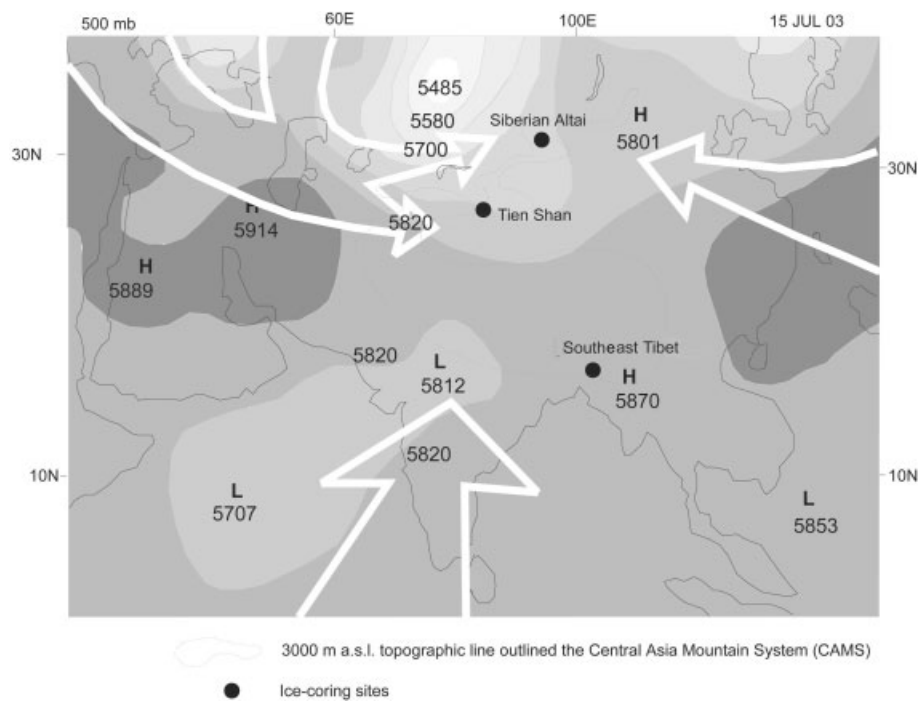 500 mb
60E
100E
15 JUL 03
5485
5580
Siberian Altai
H
5700
5801
30N
30N
H
5820
Tien Shan
5914
H
5889
5820
Southeast Tibet
L
H
5812
5870
5820
10N
10N
L
L
5707
5853
3000 m a.s.l. topographic line outlined the Central Asia Mountain System (CAMS)
Ice-coring sites